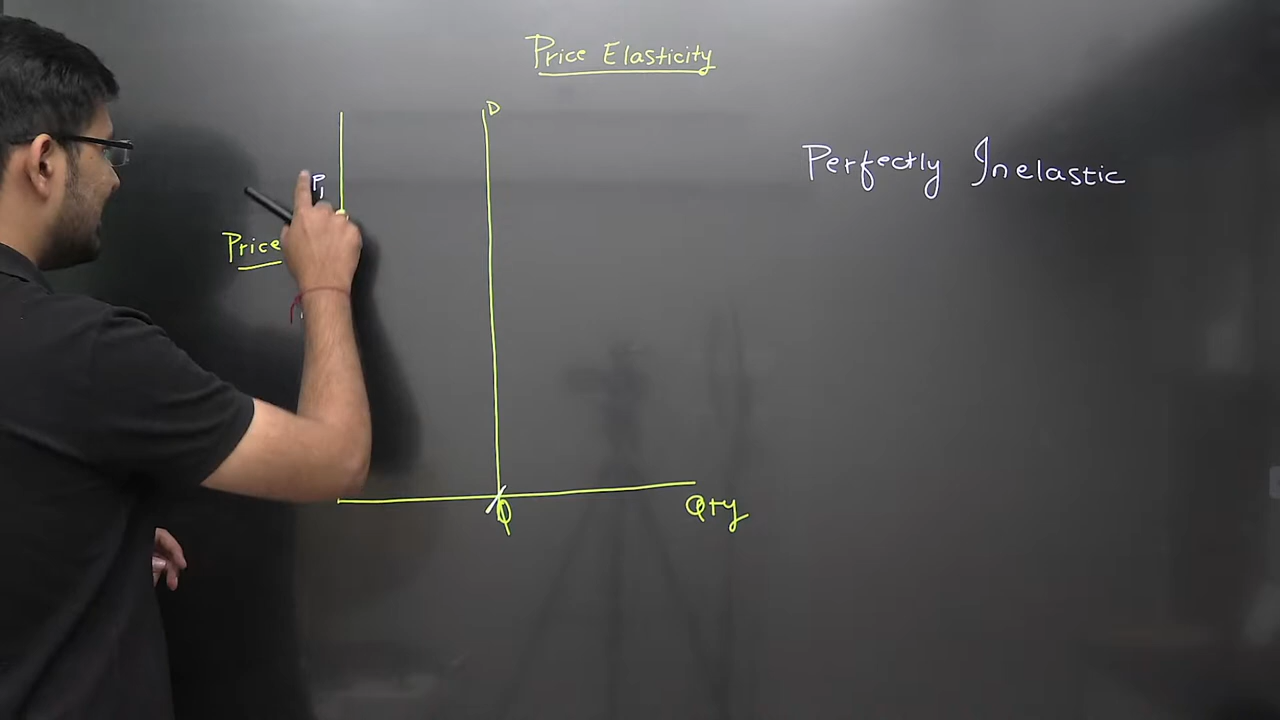 Price Elasticity
D
Perfectly Inelastic
P1
Price
Q
Qty